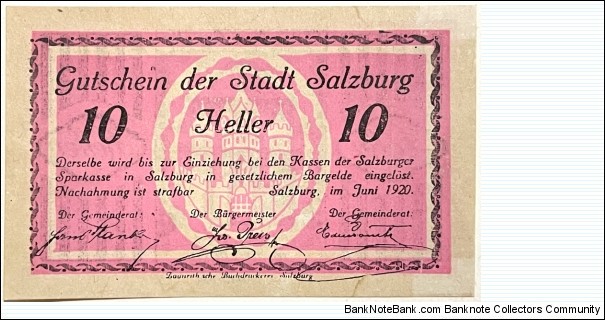 Gutschein der Stadt Salzburg
10 Heller 10
Derselbe wird bis zur Einziehung bei den Kassen der Salzburger
Sparkasse in Salzburg in gesetzlichem Bargelde eingelöst.
Nachahmung ist strafbar Salzburg, im Juni 1920.
Der Gemeinderat: Der Bürgermeister Der Gemeinderat:
Buchdruckerei Salzburg
BankNoteBank.com - Banknote Collectors Community